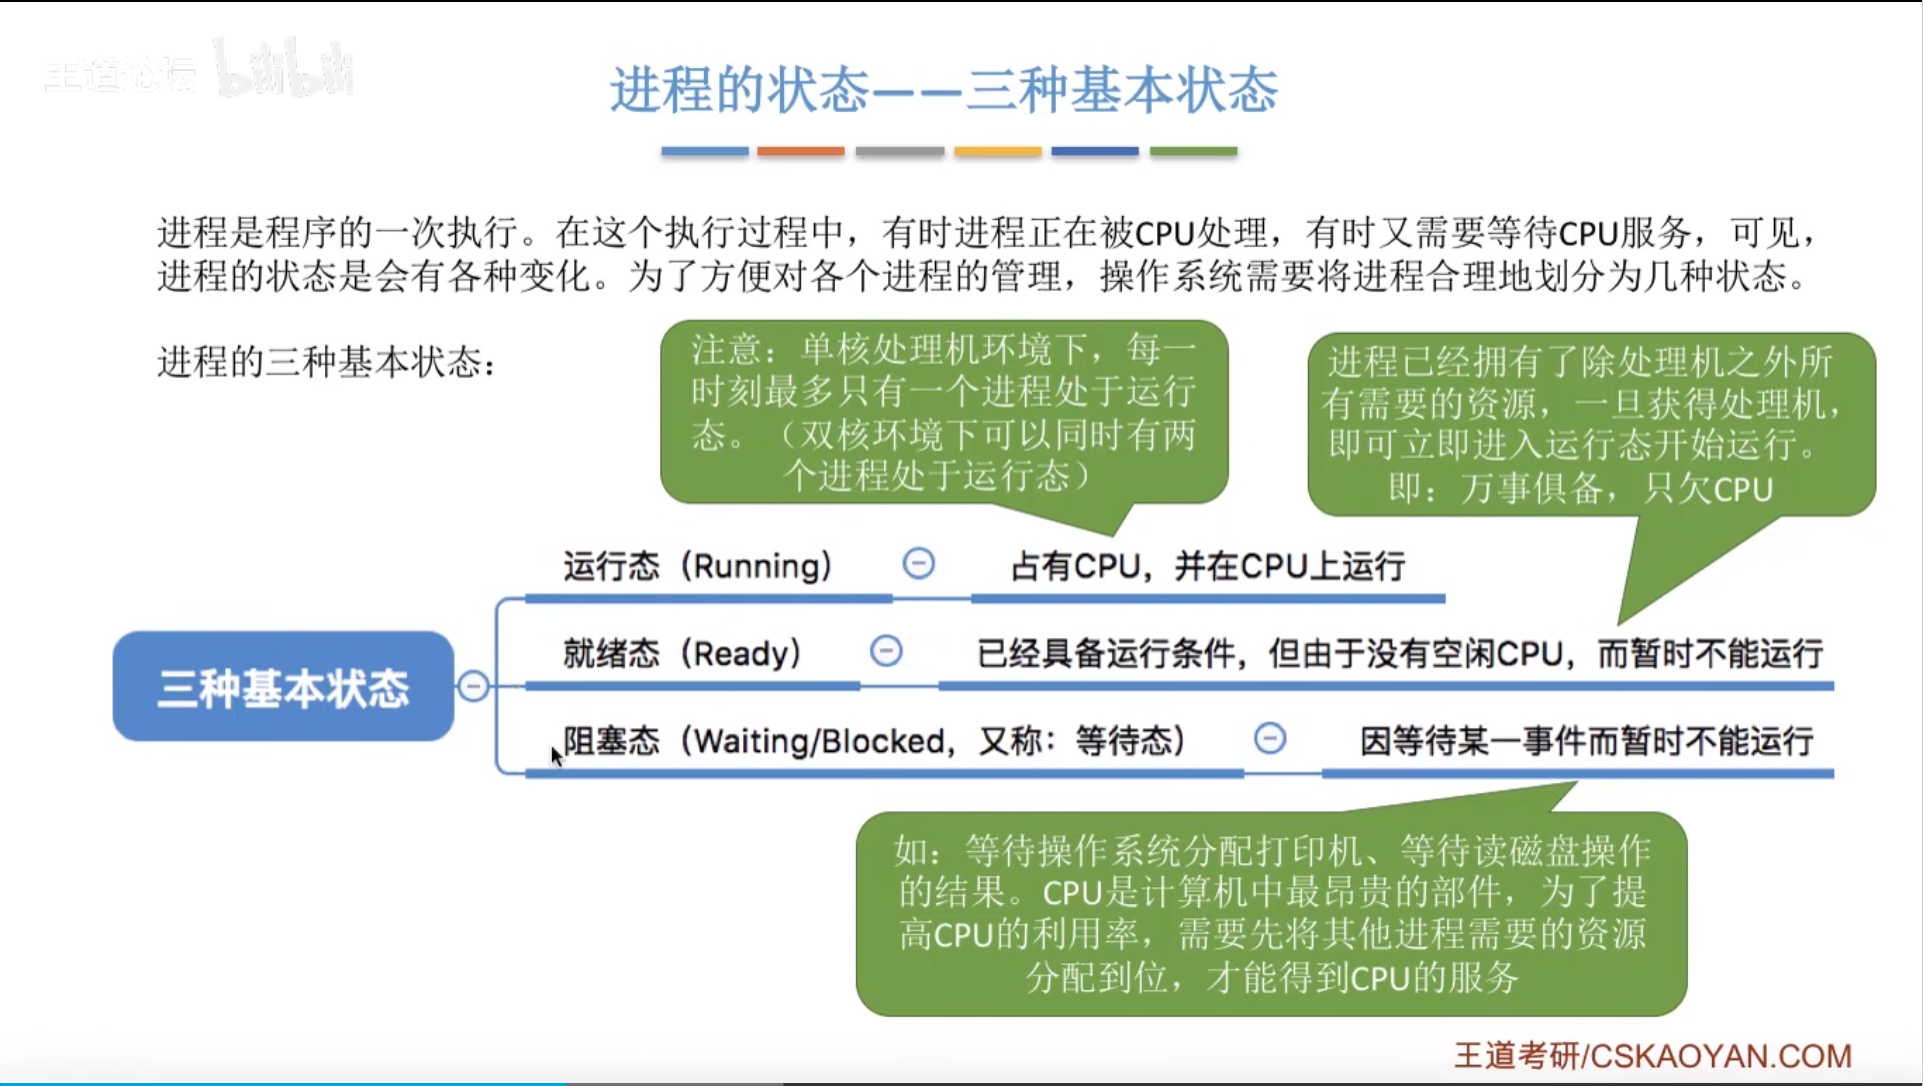 王道论坛 bilibili
进程的状态——三种基本状态
进程是程序的一次执行。在这个执行过程中，有时进程正在被CPU处理，有时又需要等待CPU服务，可见，
进程的状态是会有各种变化。为了方便对各个进程的管理，操作系统需要将进程合理地划分为几种状态。
进程的三种基本状态：
注意：单核处理机环境下，每一
时刻最多只有一个进程处于运行
态。（双核环境下可以同时有两
个进程处于运行态）
进程已经拥有了除处理机之外所
有需要的资源，一旦获得处理机，
即可立即进入运行态开始运行。
即：万事俱备，只欠CPU
三种基本状态
运行态（Running）
占有CPU，并在CPU上运行
就绪态（Ready）
已经具备运行条件，但由于没有空闲CPU，而暂时不能运行
阻塞态（Waiting/Blocked，又称：等待态）
因等待某一事件而暂时不能运行
如：等待操作系统分配打印机、等待读磁盘操作
的结果。CPU是计算机中最昂贵的部件，为了提
高CPU的利用率，需要先将其他进程需要的资源
分配到位，才能得到CPU的服务
王道考研/CSKAOYAN.COM